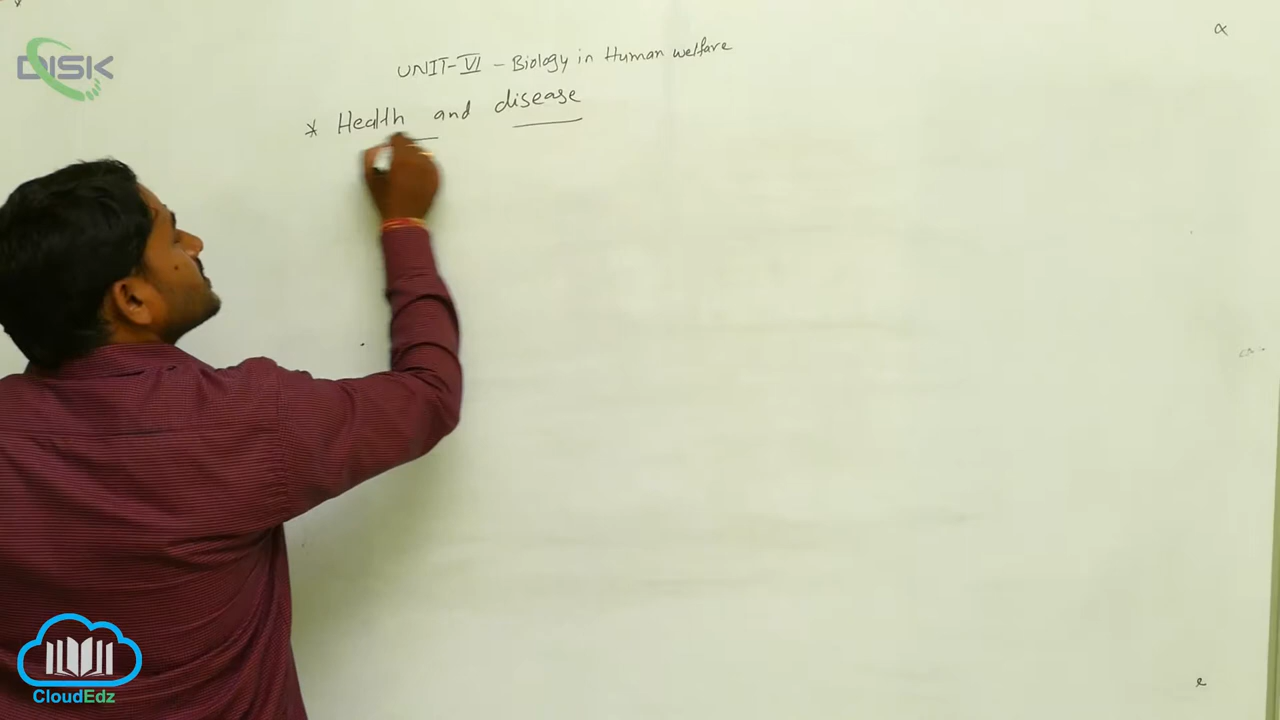 DISK
UNIT-VI - Biology in Human welfare
* Health and disease
CloudEdz